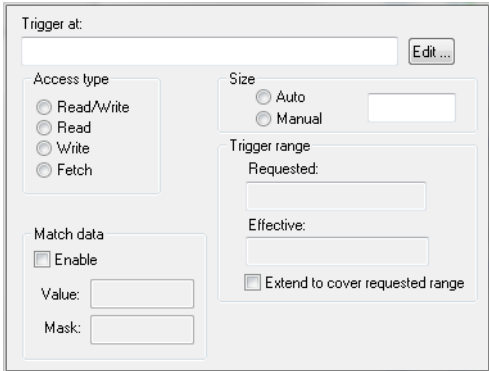 Trigger at:
Edit ...
Access type
Read/Write
Read
Write
Fetch
Size
Auto
Manual
Trigger range
Requested:
Effective:
Extend to cover requested range
Match data
Enable
Value:
Mask: